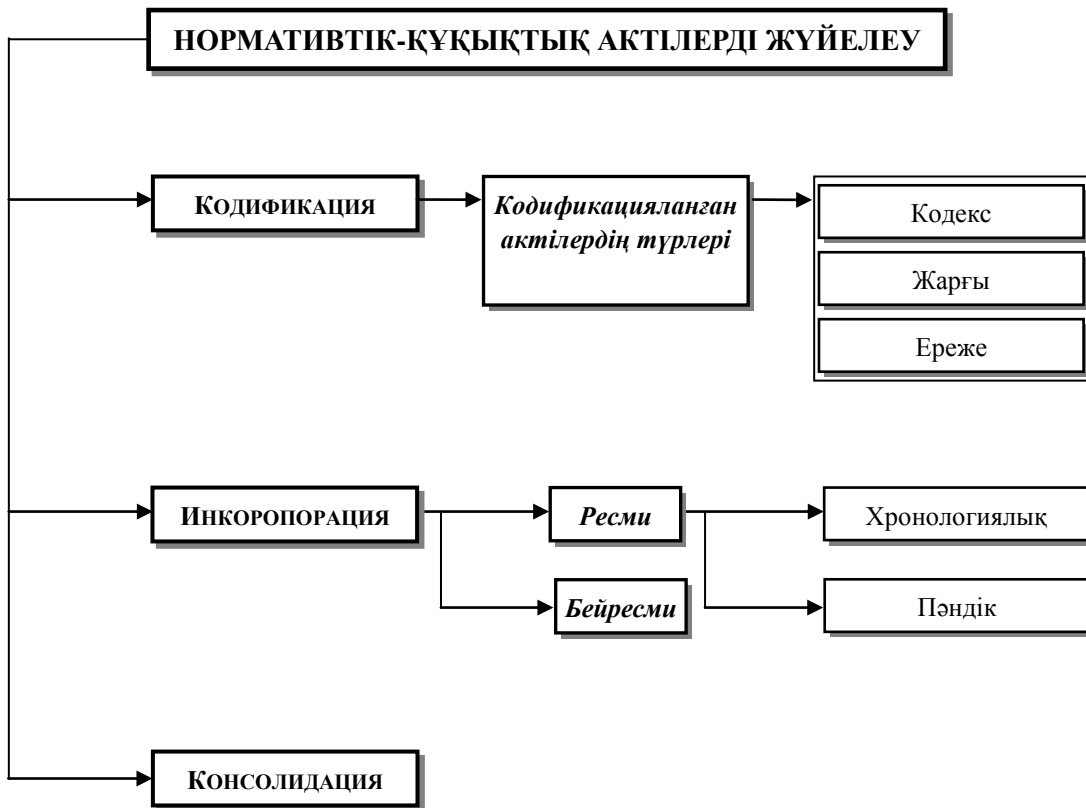 НОРМАТИВТІК-ҚҰҚЫҚТЫҚ АКТІЛЕРДІ ЖҮЙЕЛЕУ
КОДИФИКАЦИЯ
Кодификацияланған
актілердің түрлері
Кодекс
Жарғы
Ереже
ИНКОРОПОРАЦИЯ
Ресми
Хронологиялық
Бейресми
Пәндік
КОНСОЛИДАЦИЯ